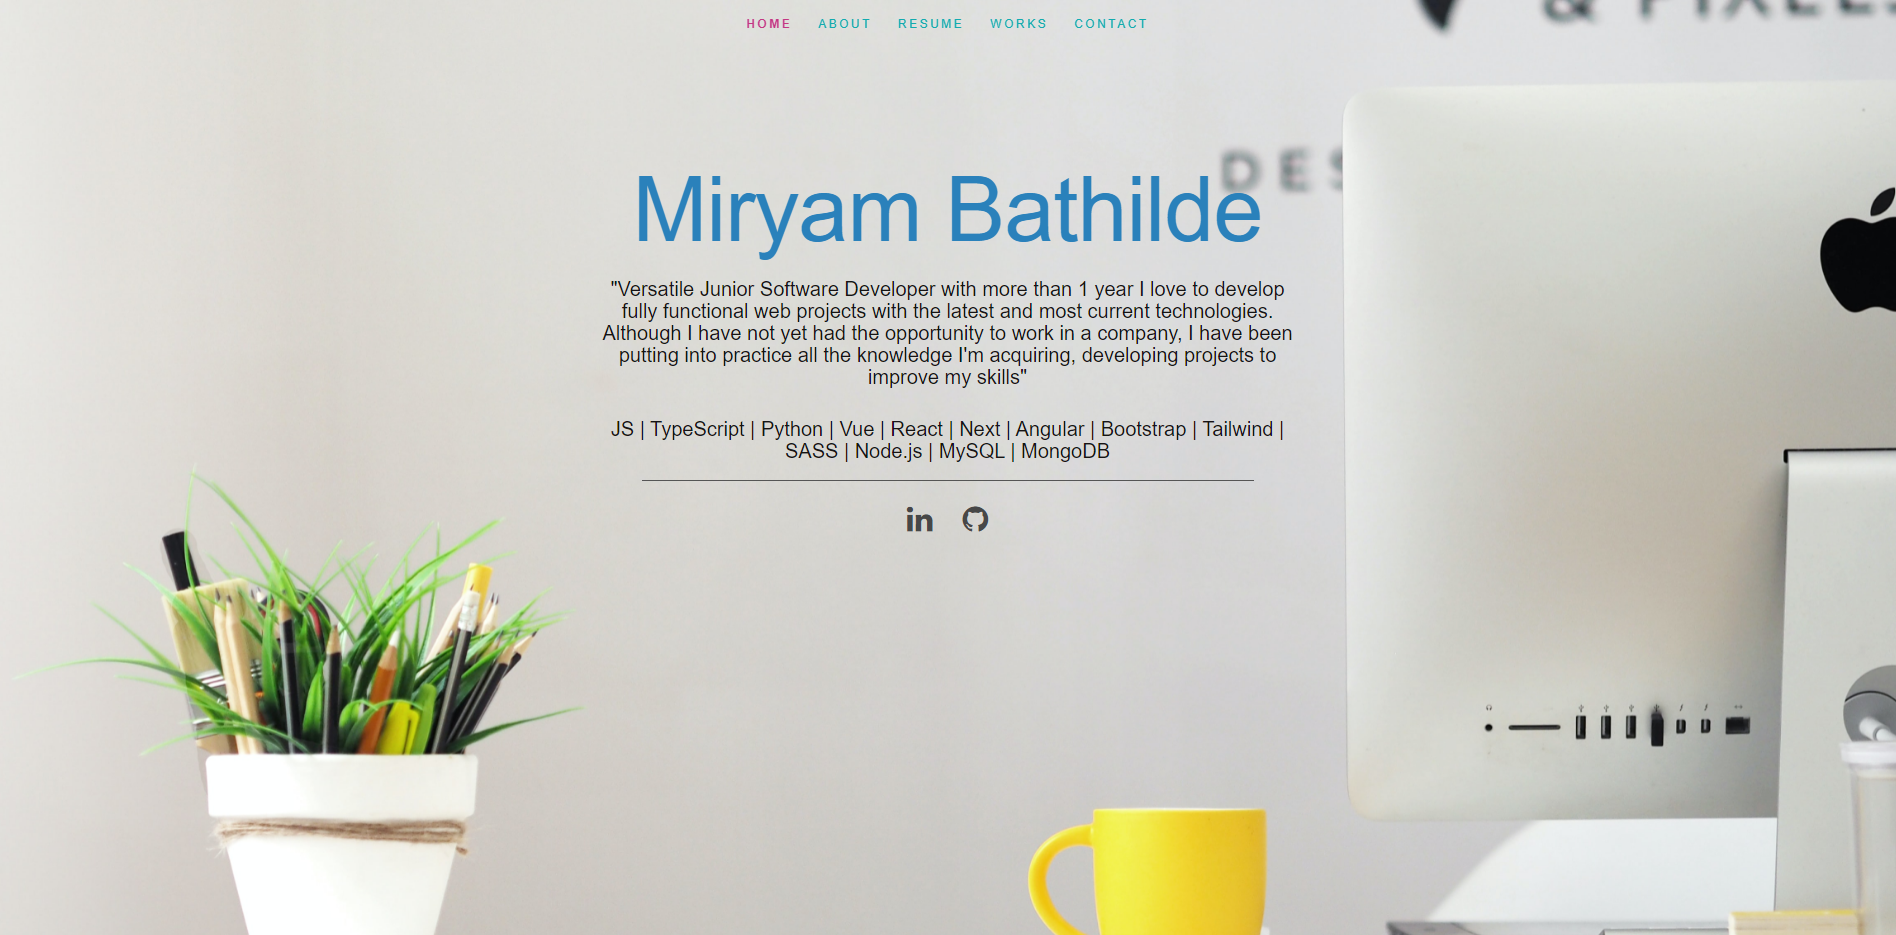 HOME ABOUT RESUME WORKS CONTACT
& PIXELS
DES
Miryam Bathilde
"Versatile Junior Software Developer with more than 1 year I love to develop
fully functional web projects with the latest and most current technologies.
Although I have not yet had the opportunity to work in a company, I have been
putting into practice all the knowledge I'm acquiring, developing projects to
improve my skills"
JS | TypeScript | Python | Vue | React | Next | Angular | Bootstrap | Tailwind |
SASS | Node.js | MySQL | MongoDB
in